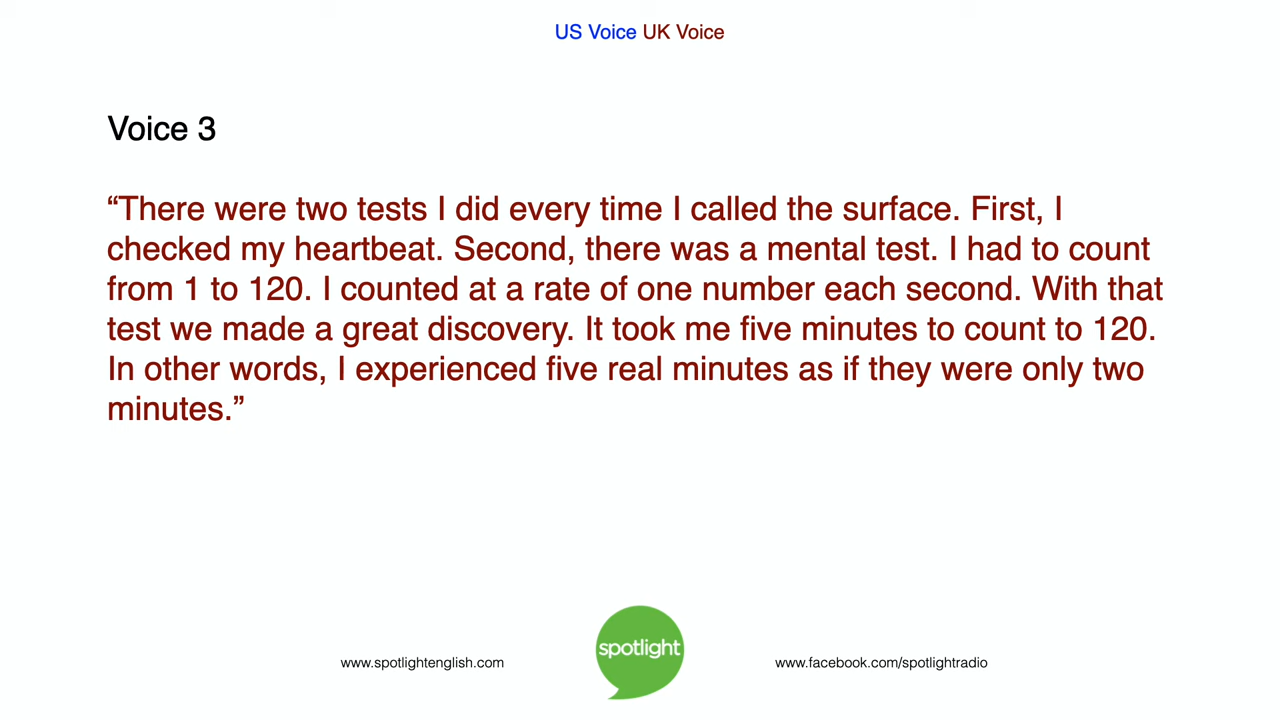 US Voice UK Voice
Voice 3
“There were two tests I did every time I called the surface. First, I
checked my heartbeat. Second, there was a mental test. I had to count
from 1 to 120. I counted at a rate of one number each second. With that
test we made a great discovery. It took me five minutes to count to 120.
In other words, I experienced five real minutes as if they were only two
minutes.”
spotlight
www.spotlightenglish.com
www.facebook.com/spotlightradio